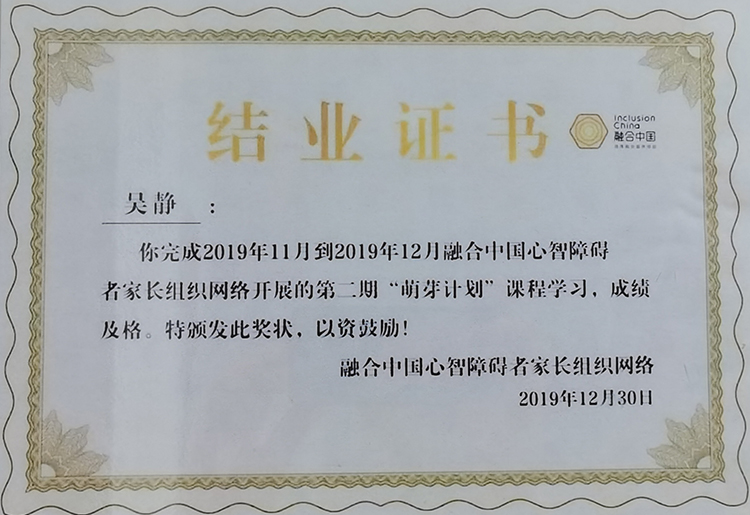 结业证书
Inclusion
China
融合中国
吴静：
你完成2019年11月到2019年12月融合中国心智障碍
者家长组织网络开展的第二期“萌芽计划”课程学习，成绩
及格。特颁发此奖状，以资鼓励！
融合中国心智障碍者家长组织网络
2019年12月30日